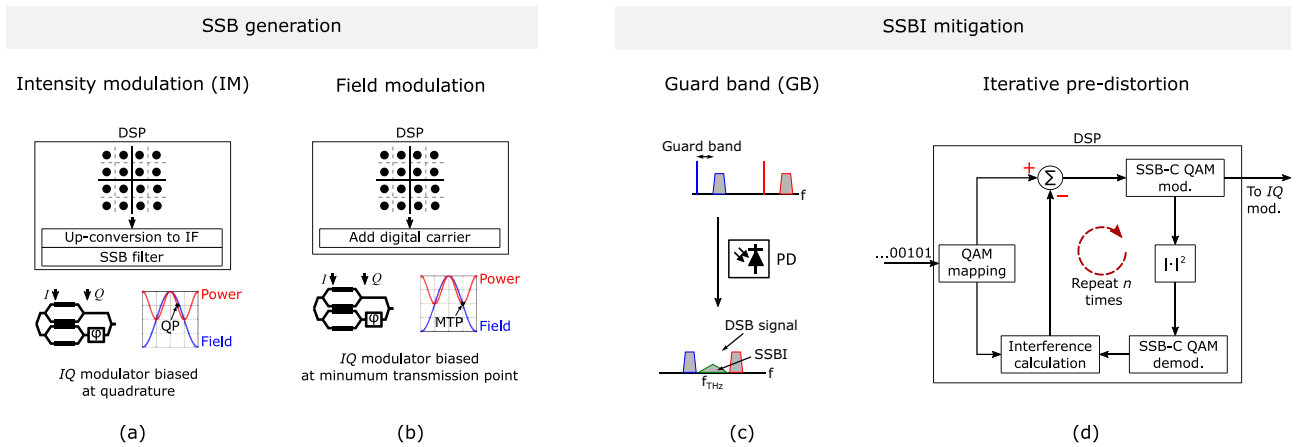 SSB generation
Intensity modulation (IM)
DSP
Up-conversion to IF
SSB filter
I
Q
φ
Power
QP
Field
IQ modulator biased
at quadrature
(a)
Field modulation
DSP
Add digital carrier
I
Q
φ
Power
MTP
Field
IQ modulator biased
at minumum transmission point
(b)
SSBI mitigation
Guard band (GB)
Guard band
f
PD
DSB signal
SSBI
f
fTHz
(c)
Iterative pre-distortion
DSP
+
Σ
−
SSB-C QAM
mod.
To IQ
mod.
...00101
QAM
mapping
|·|²
Repeat n
times
Interference
calculation
SSB-C QAM
demod.
(d)